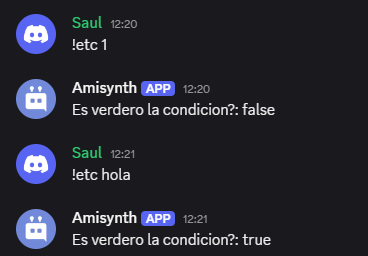 Saul 12:20
!etc 1
Amisynth APP 12:20
Es verdero la condicion?: false
Saul 12:21
!etc hola
Amisynth APP 12:21
Es verdero la condicion?: true